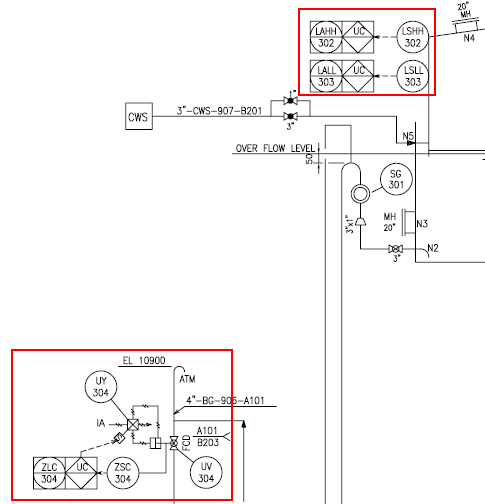 20"
MH
N4
LAHH
302
UC
LSHH
302
LALL
303
UC
LSLL
303
1"
3"-CWS-907-B201
CWS
3"
N5
OVER FLOW LEVEL
50
SG
301
MH
20"
N3
3"x1"
N2
3"
EL 10900
ATM
UY
304
4"-BG-906-A101
IA
A101
B203
FCD
ZLC
304
UC
ZSC
304
UV
304